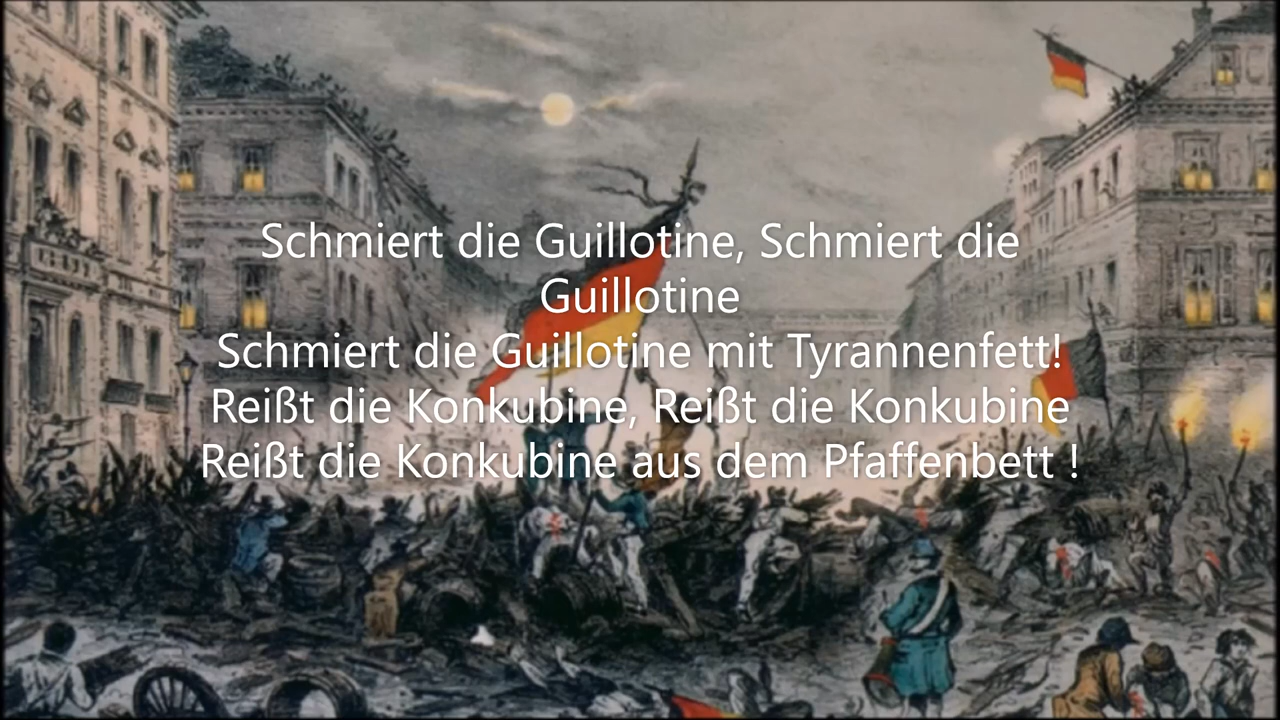 Schmiert die Guillotine, Schmiert die
Guillotine
Schmiert die Guillotine mit Tyrannenfett!
Reißt die Konkubine, Reißt die Konkubine
Reißt die Konkubine aus dem Pfaffenbett !